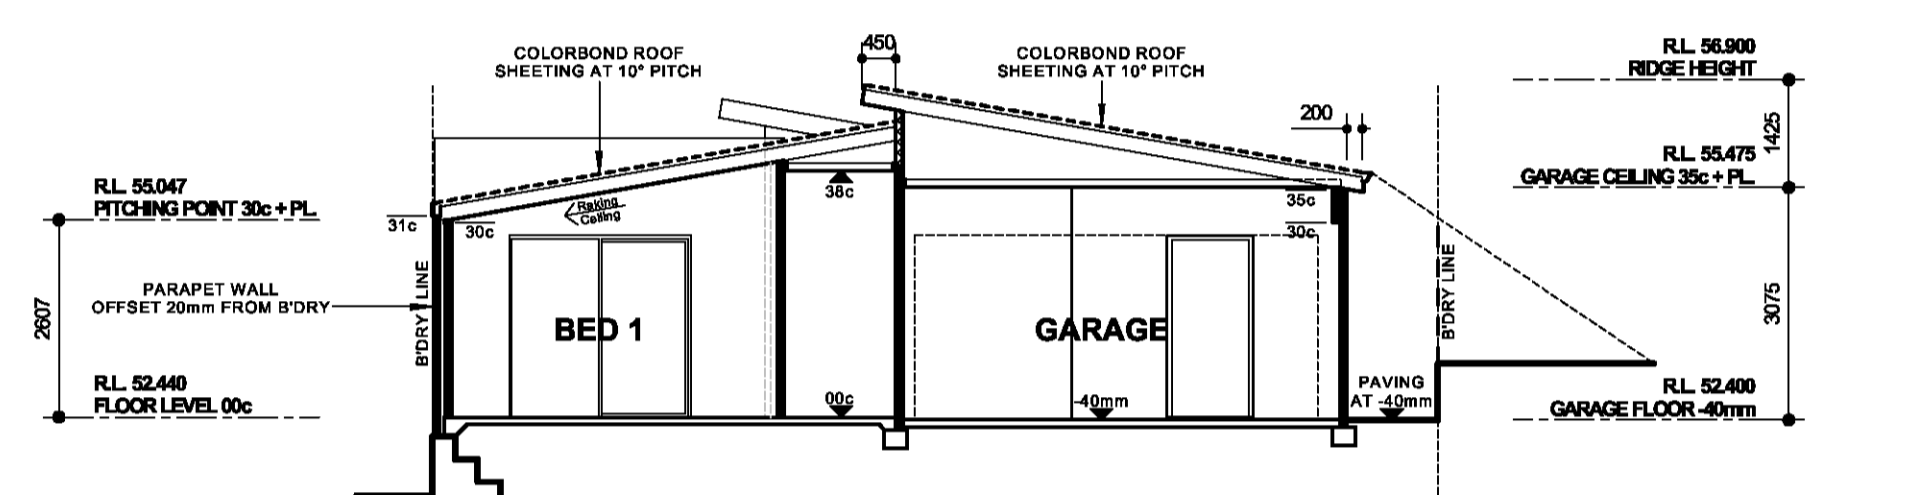 COLORBOND ROOF
SHEETING AT 10° PITCH
450
COLORBOND ROOF
SHEETING AT 10° PITCH
R.L. 56.900
RIDGE HEIGHT
200
1425
R.L. 55.475
GARAGE CEILING 35c + PL.
R.L. 55.047
PITCHING POINT 30c + PL.
31c
30c
Raking
Ceiling
38c
35c
30c
PARAPET WALL
OFFSET 20mm FROM B'DRY
2607
B'DRY LINE
BED 1
GARAGE
B'DRY LINE
3075
R.L. 52.440
FLOOR LEVEL 00c
00c
-40mm
PAVING
AT -40mm
R.L. 52.400
GARAGE FLOOR -40mm